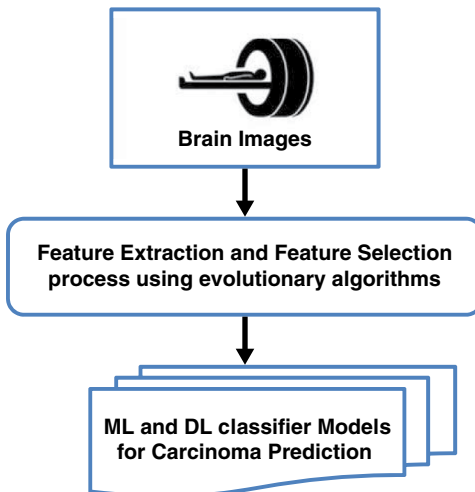 Brain Images
Feature Extraction and Feature Selection
process using evolutionary algorithms
ML and DL classifier Models
for Carcinoma Prediction